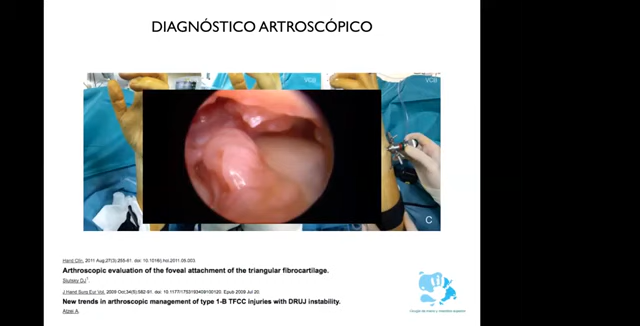 DIAGNÓSTICO ARTROSCÓPICO
VCB
VCB
C
Hand Clin. 2011 Aug;27(3):255-61. doi: 10.1016/j.hcl.2011.05.003
Arthroscopic evaluation of the foveal attachment of the triangular fibrocartilage.
Slutsky DJ1.
J Hand Surg Eur Vol. 2009 Oct;34(5):582-91. doi: 10.1177/1753193409100120. Epub 2009 Jul 20.
New trends in arthroscopic management of type 1-B TFCC injuries with DRUJ instability.
Atzei A.